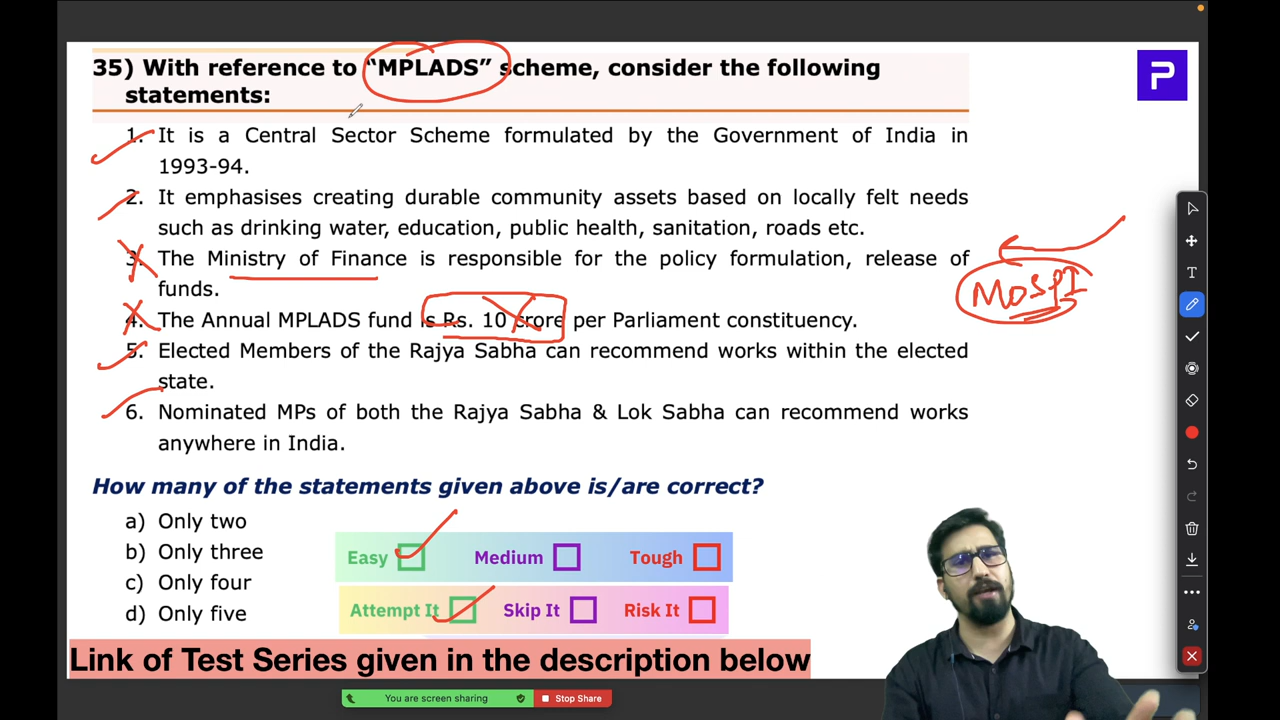 35) With reference to “MPLADS” scheme, consider the following
statements:
1. It is a Central Sector Scheme formulated by the Government of India in
1993-94.
2. It emphasises creating durable community assets based on locally felt needs
such as drinking water, education, public health, sanitation, roads etc.
3. The Ministry of Finance is responsible for the policy formulation, release of
funds.
MOSPI
4. The Annual MPLADS fund is Rs. 10 crore per Parliament constituency.
5. Elected Members of the Rajya Sabha can recommend works within the elected
state.
6. Nominated MPs of both the Rajya Sabha & Lok Sabha can recommend works
anywhere in India.
How many of the statements given above is/are correct?
a) Only two
b) Only three
c) Only four
d) Only five
Easy Medium Tough
Attempt It Skip It Risk It
Link of Test Series given in the description below
You are screen sharing Stop Share
P
T